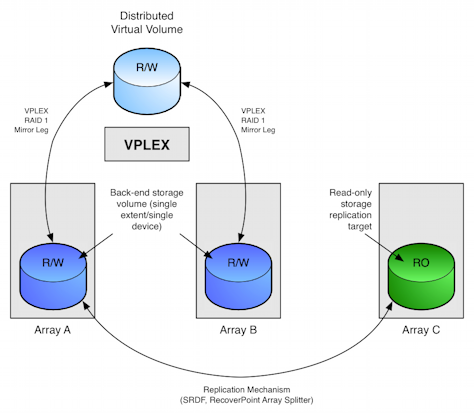 Distributed
Virtual Volume
R/W
VPLEX
RAID 1
Mirror Leg
VPLEX
RAID 1
Mirror Leg
VPLEX
Back-end storage
volume (single
extent/single
device)
Read-only
storage
replication
target
R/W
R/W
RO
Array A
Array B
Array C
Replication Mechanism
(SRDF, RecoverPoint Array Splitter)